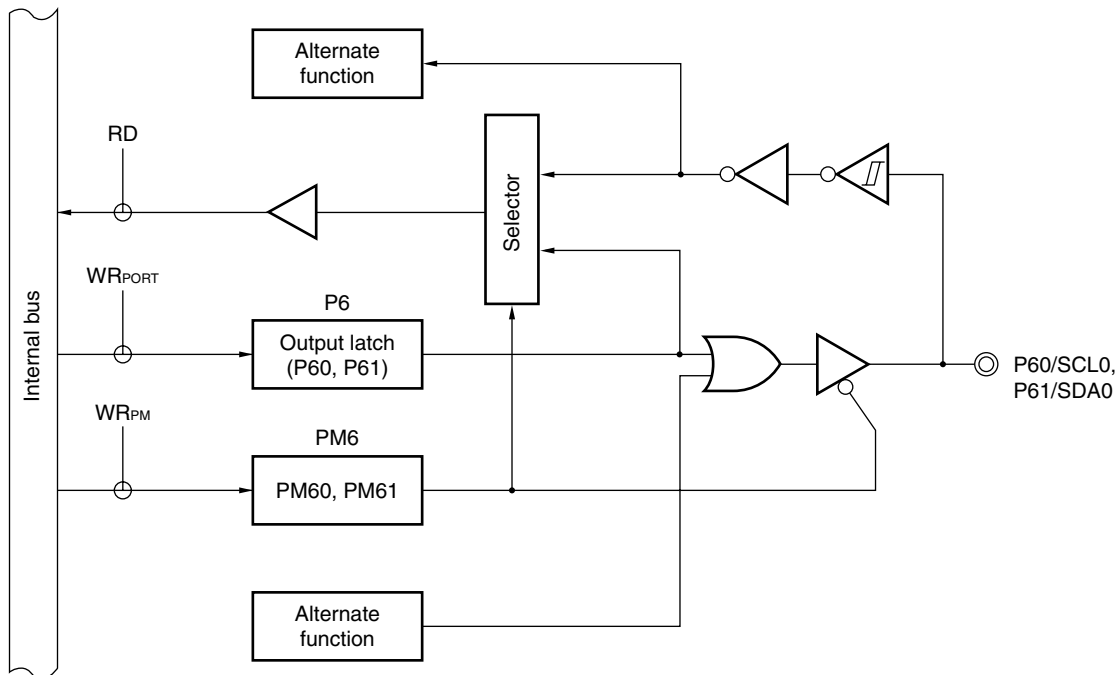 Alternate
function
RD
Selector
WRPORT
P6
Internal bus
Output latch
(P60, P61)
P60/SCL0,
P61/SDA0
WRPM
PM6
PM60, PM61
Alternate
function